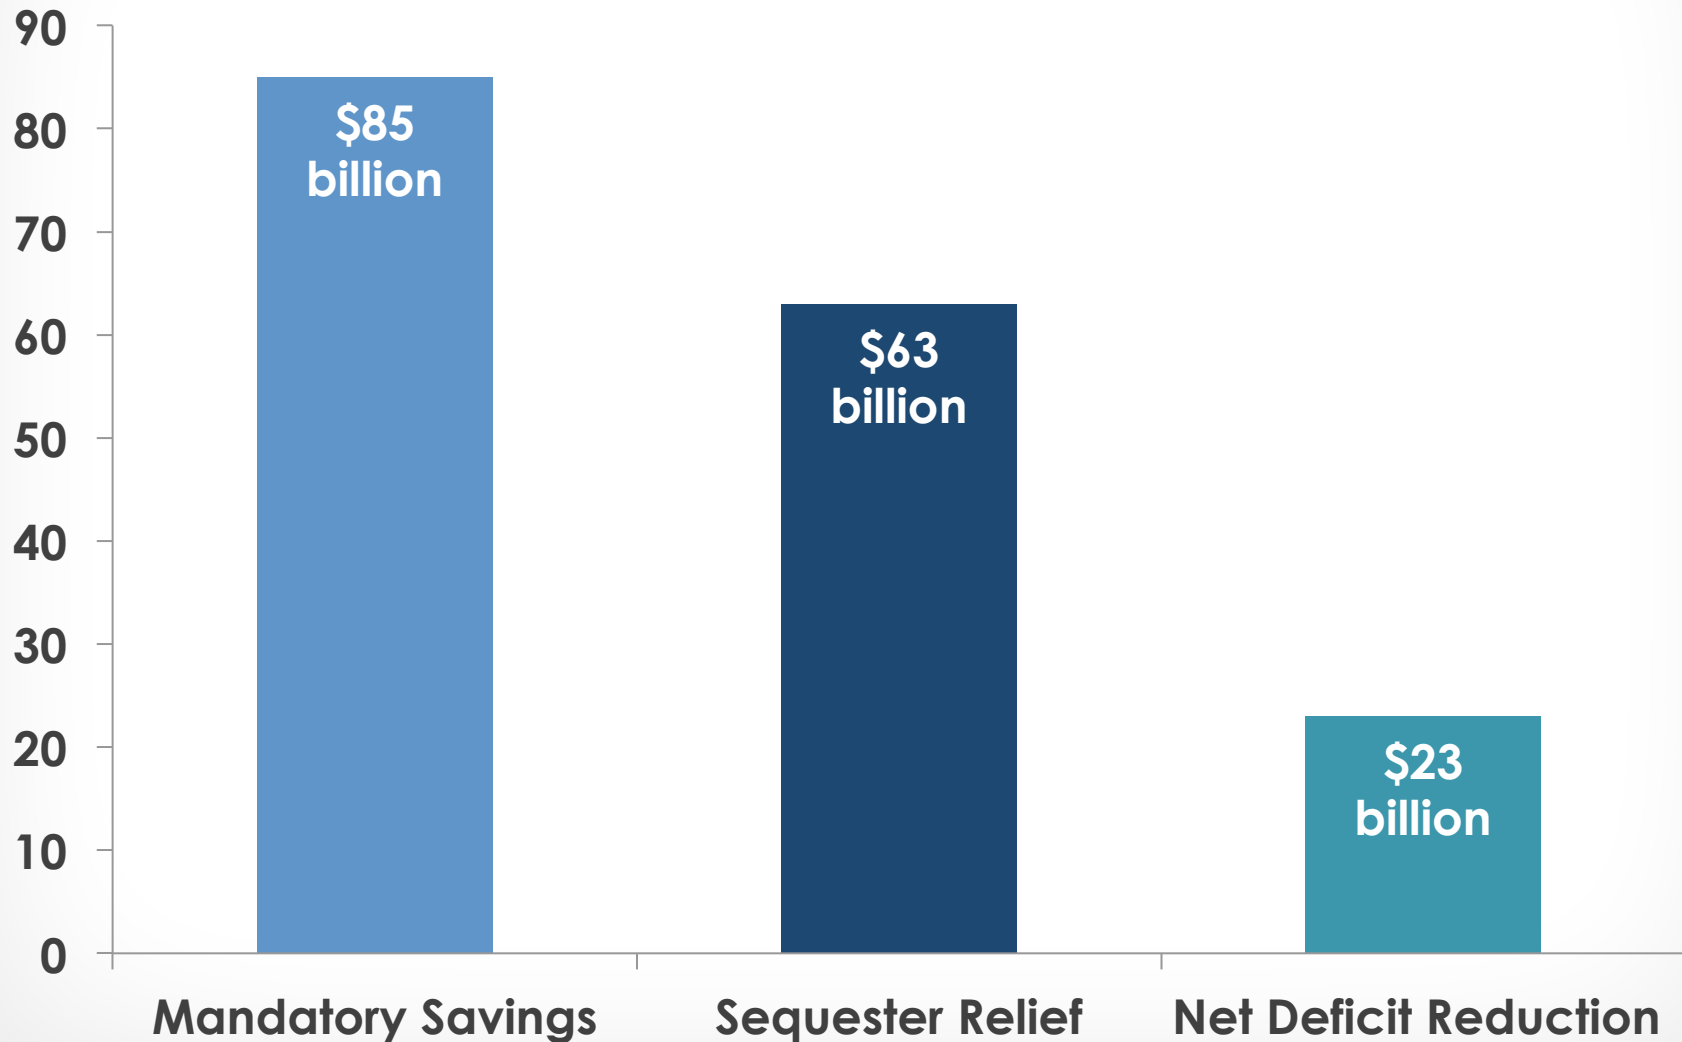 90
80
70
60
50
40
30
20
10
0
$85
billion
$63
billion
$23
billion
Mandatory Savings
Sequester Relief
Net Deficit Reduction